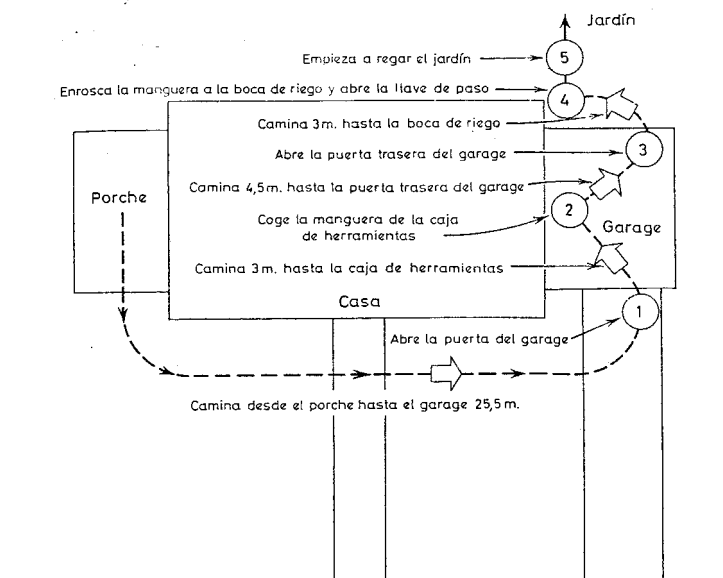 Jardín
Empieza a regar el jardín
5
Enrosca la manguera a la boca de riego y abre la llave de paso
4
Camina 3m. hasta la boca de riego
Abre la puerta trasera del garage
3
Camina 4,5m. hasta la puerta trasera del garage
Porche
Coge la manguera de la caja
de herramientas
2
Garage
Camina 3m. hasta la caja de herramientas
Casa
1
Abre la puerta del garage
Camina desde el porche hasta el garage 25,5 m.